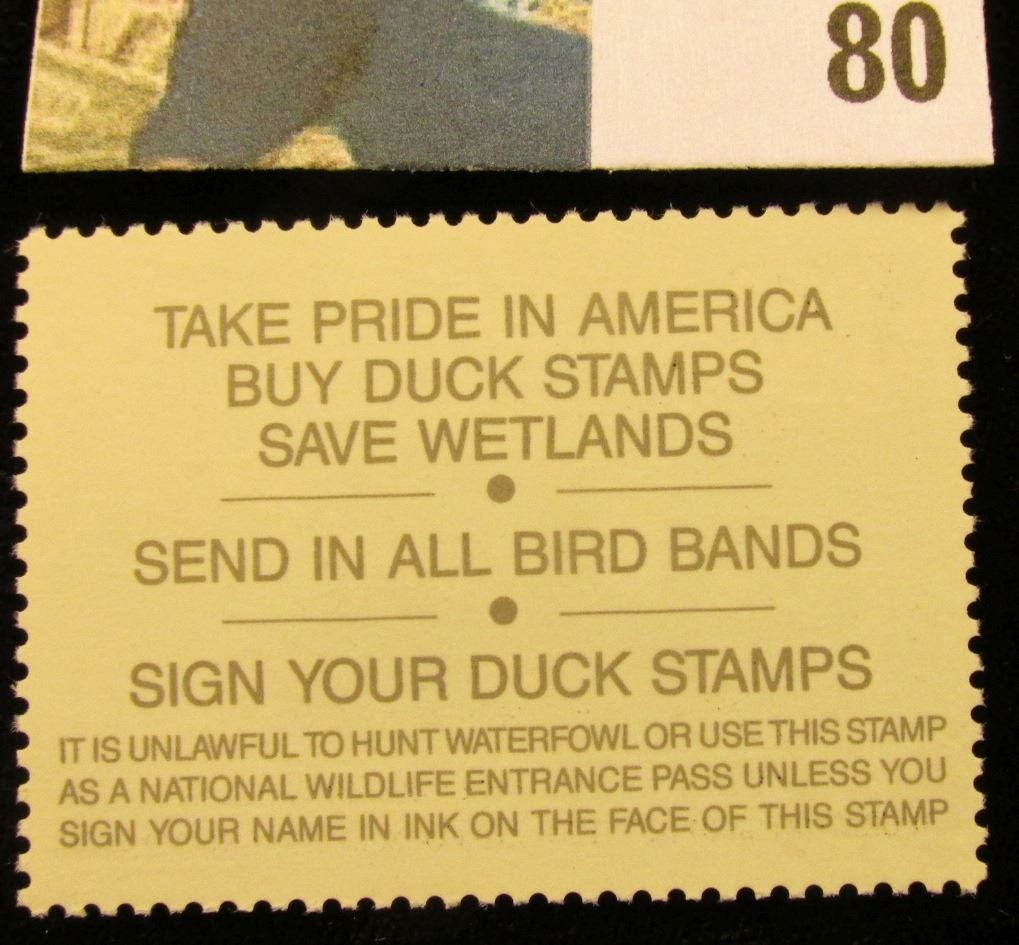 80
TAKE PRIDE IN AMERICA
BUY DUCK STAMPS
SAVE WETLANDS
SEND IN ALL BIRD BANDS
SIGN YOUR DUCK STAMPS
IT IS UNLAWFUL TO HUNT WATERFOWL OR USE THIS STAMP
AS A NATIONAL WILDLIFE ENTRANCE PASS UNLESS YOU
SIGN YOUR NAME IN INK ON THE FACE OF THIS STAMP